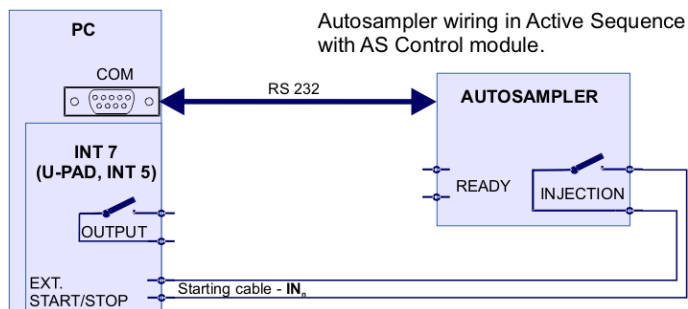 Autosampler wiring in Active Sequence
with AS Control module.
PC
COM
RS 232
AUTOSAMPLER
INT 7
(U-PAD, INT 5)
READY
INJECTION
OUTPUT
EXT.
START/STOP
Starting cable - INₙ